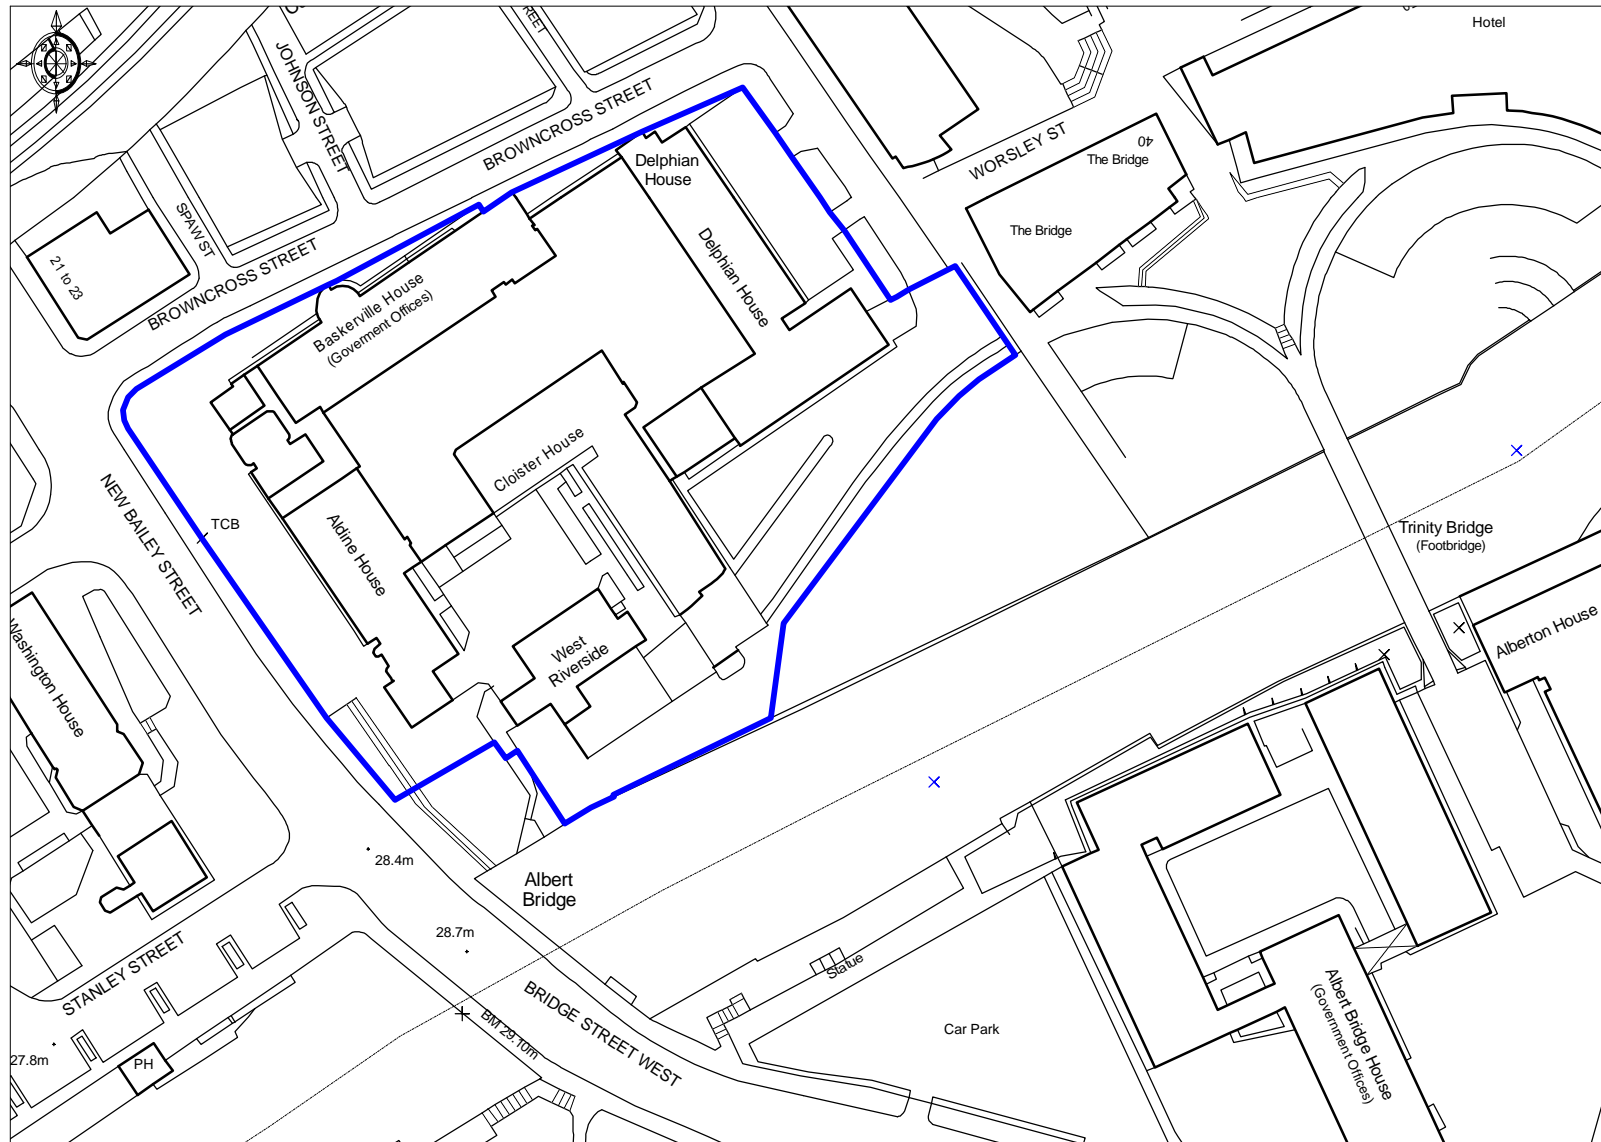 Hotel
JOHNSON STREET
BROWNCROSS STREET
WORSLEY ST
40
The Bridge
The Bridge
Delphian
House
Delphian House
SPAW ST
21 to 23
BROWNCROSS STREET
Baskerville House
(Goverment Offices)
Cloister House
NEW BAILEY STREET
TCB
Aldine House
Trinity Bridge
(Footbridge)
Washington House
West
Riverside
Alberton House
28.4m
Albert
Bridge
28.7m
STANLEY STREET
Statue
BRIDGE STREET WEST
BM 29.10m
Car Park
Albert Bridge House
(Government Offices)
27.8m
PH